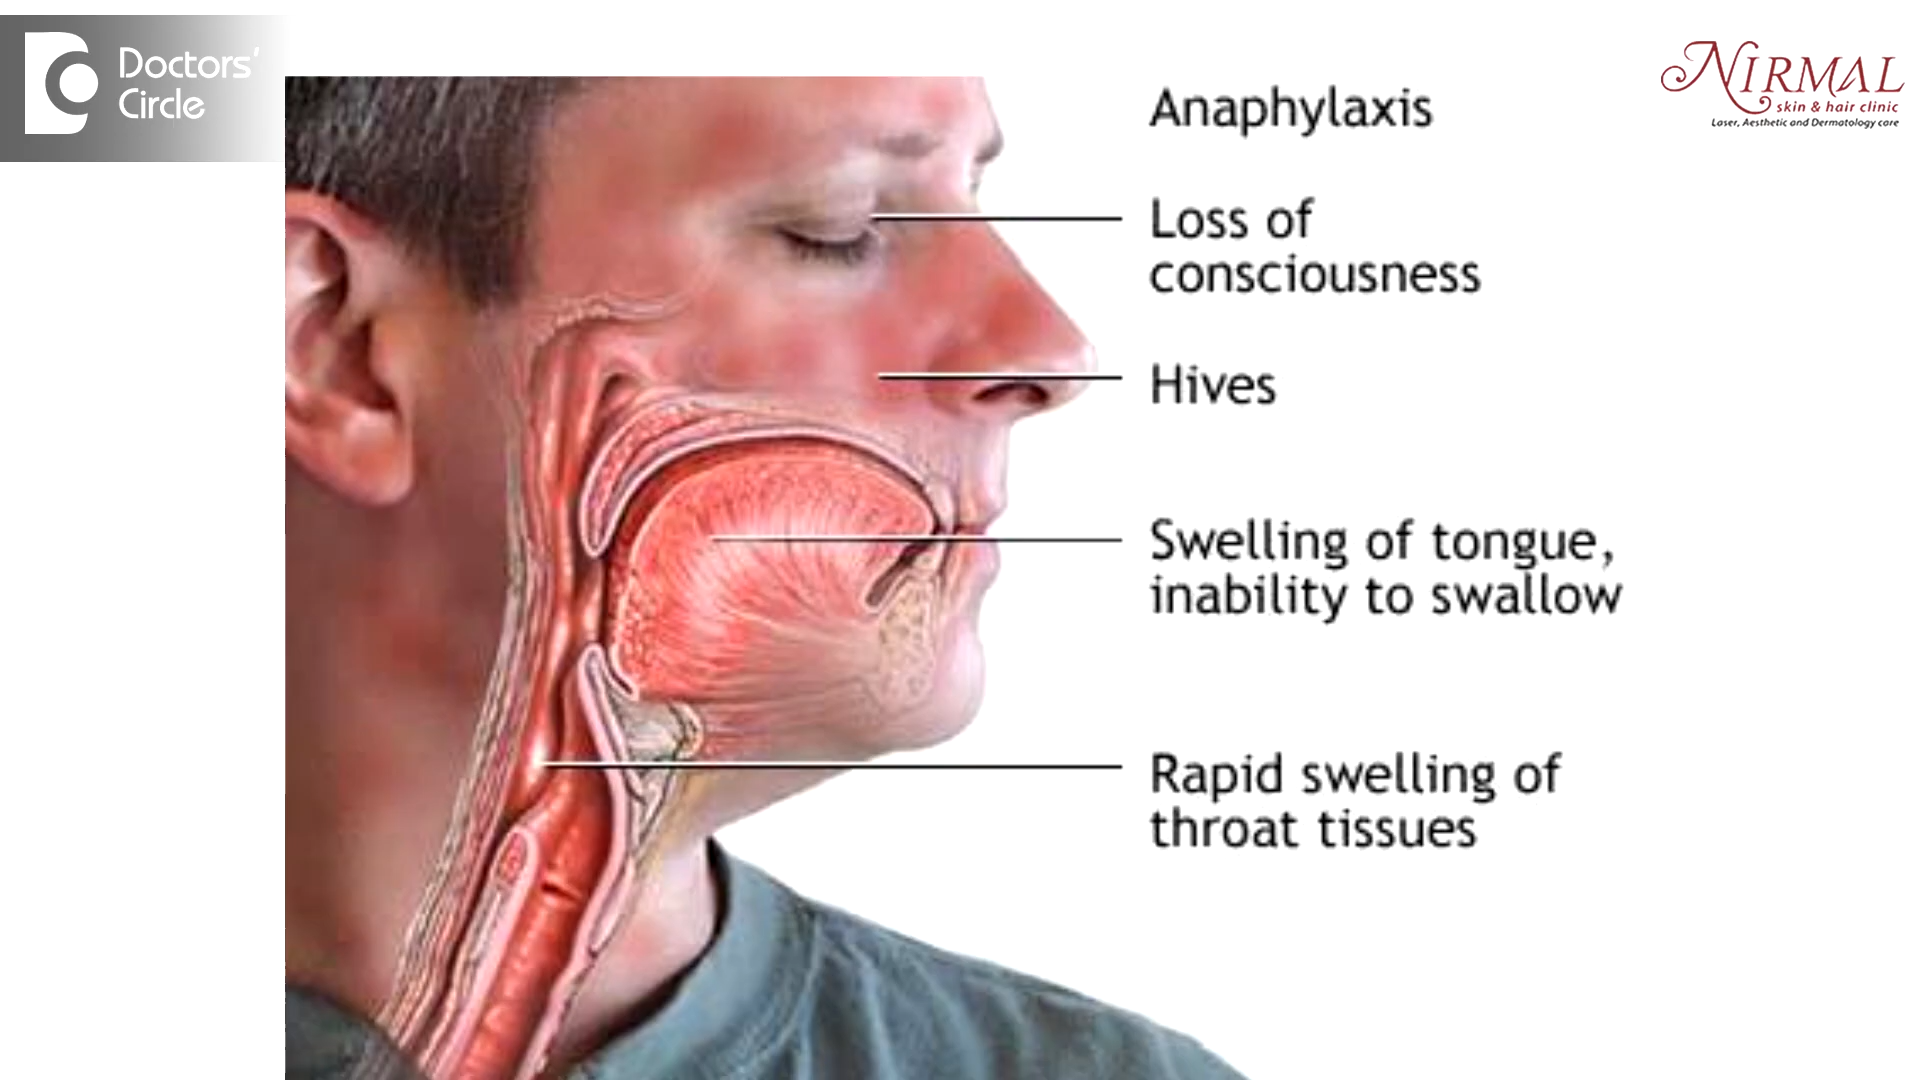 Doctors'
Circle
NIRMAL
skin & hair clinic
Laser, Aesthetic and Dermatology care
Anaphylaxis
Loss of
consciousness
Hives
Swelling of tongue,
inability to swallow
Rapid swelling of
throat tissues